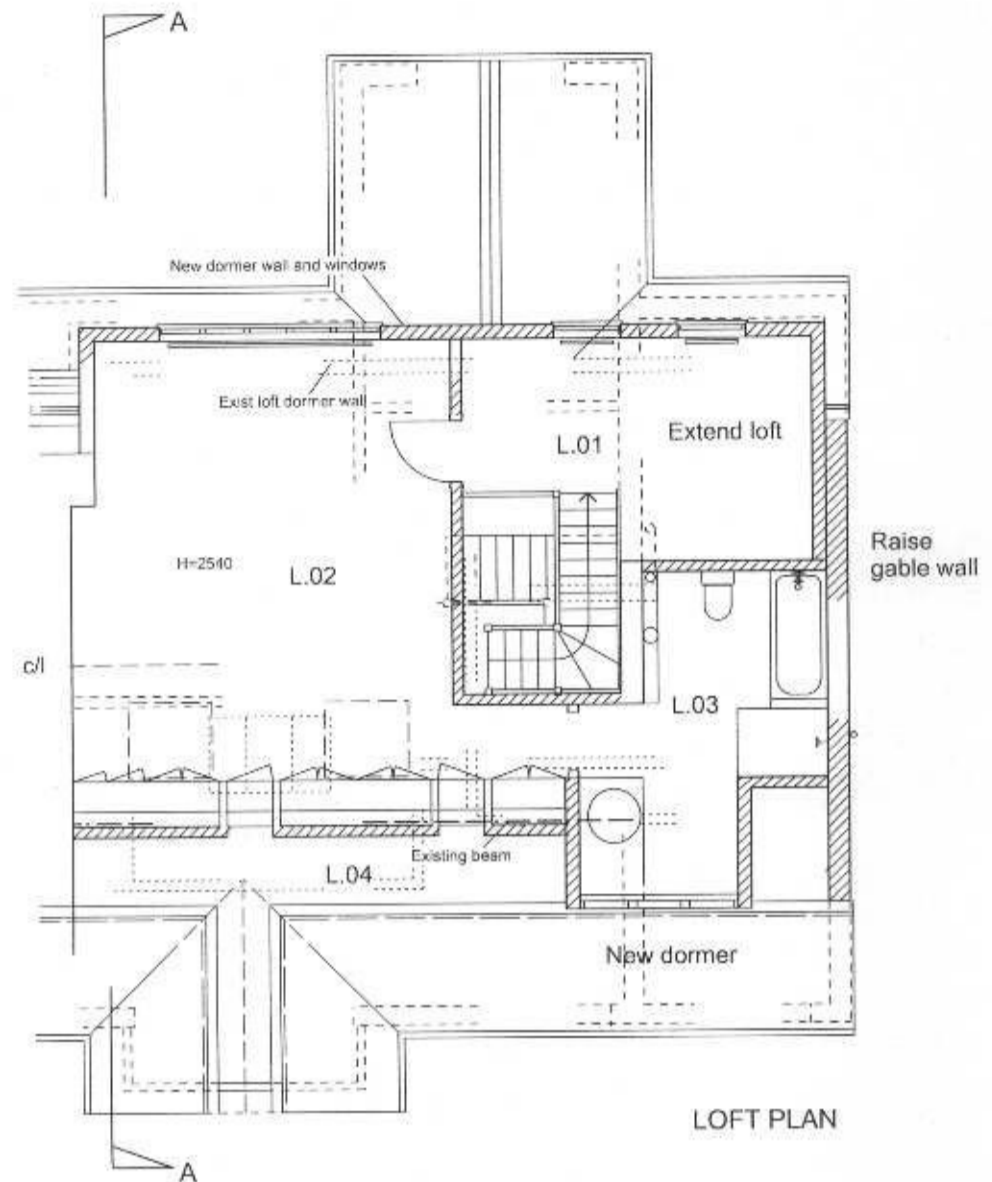 A
New dormer wall and windows
Exist loft dormer wall
L.01
Extend loft
Raise
gable wall
H=2540
L.02
c/l
L.03
Existing beam
L.04
New dormer
LOFT PLAN
A